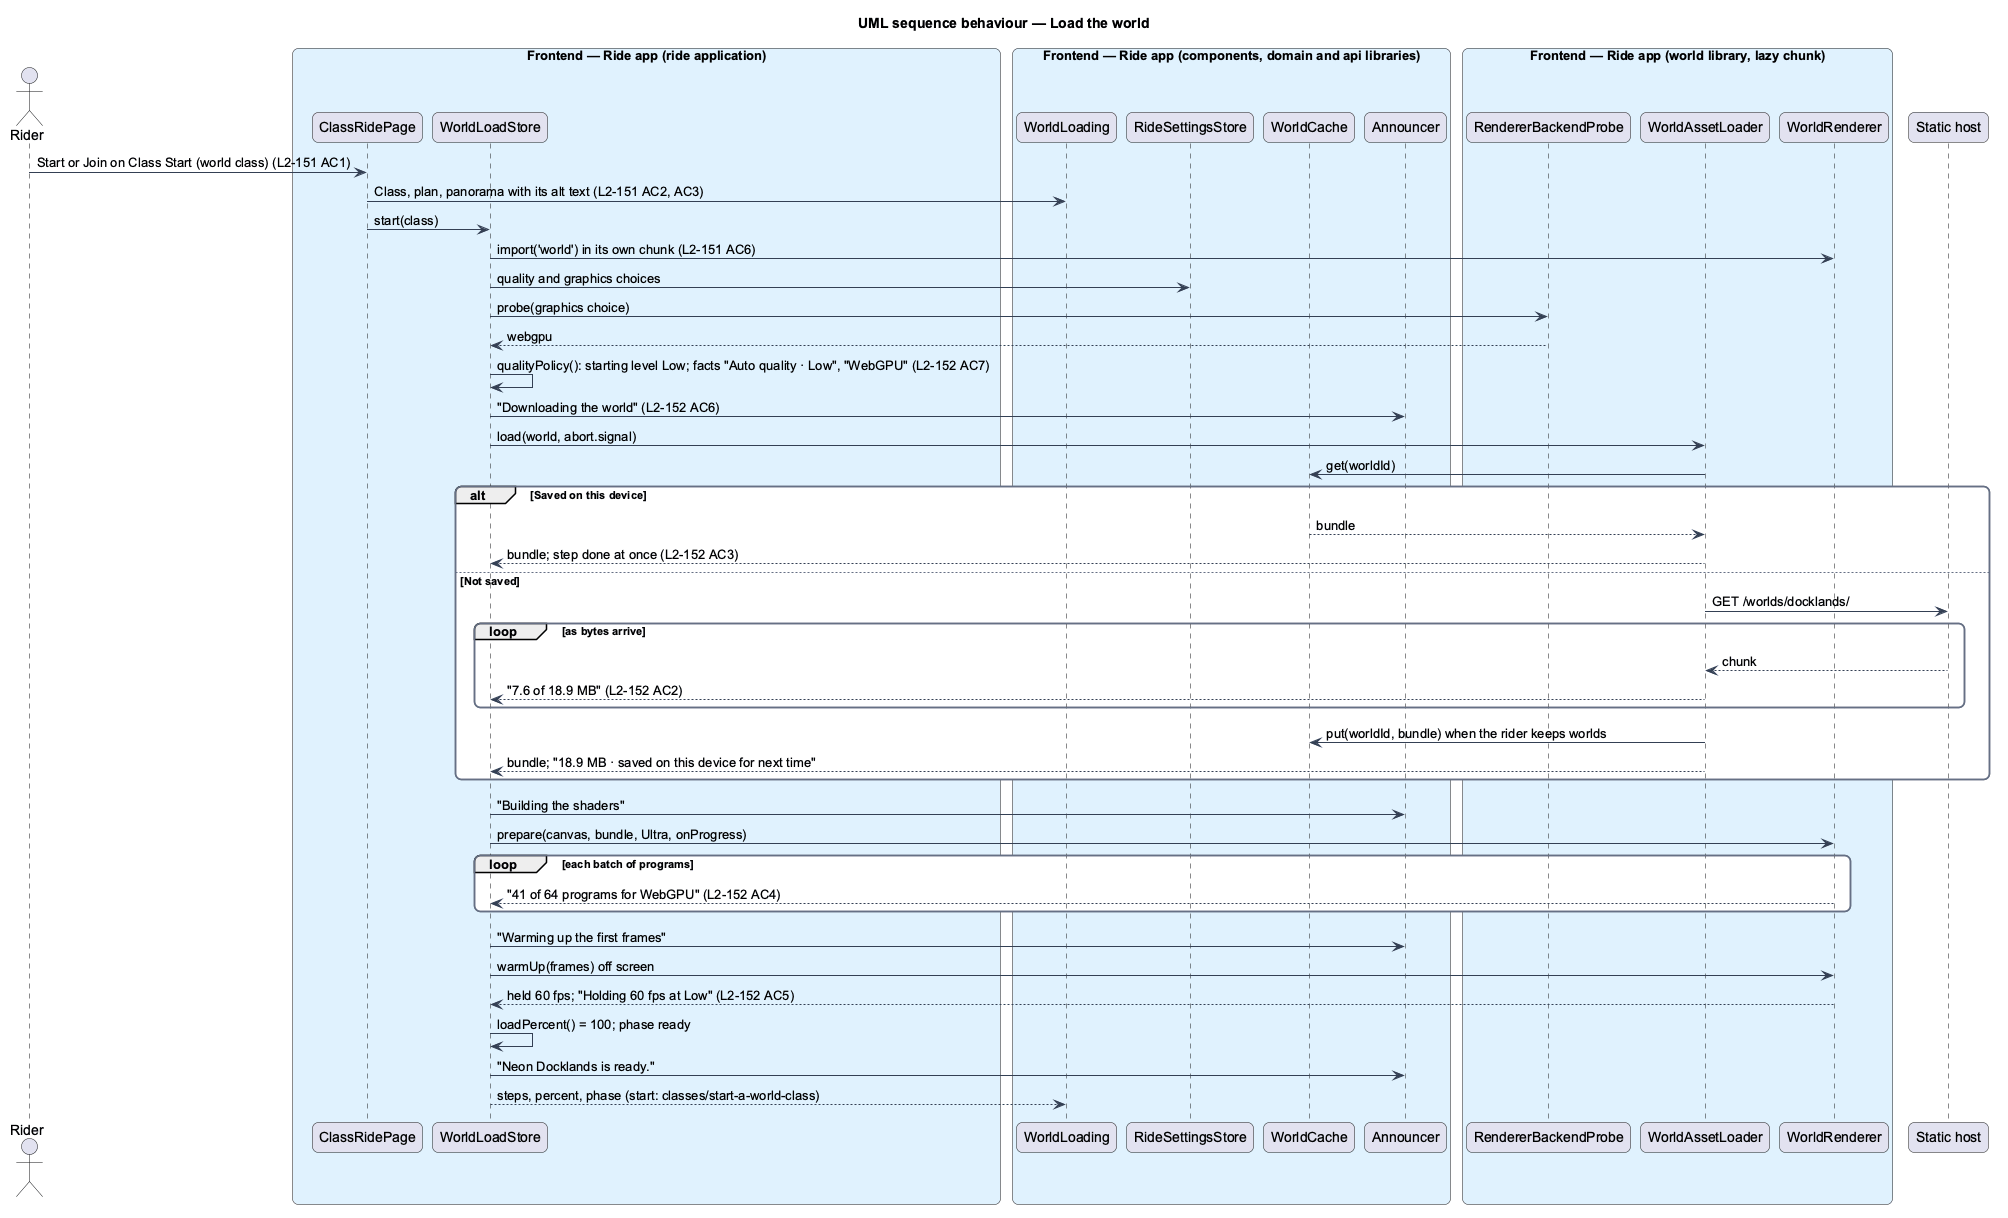 UML sequence behaviour — Load the world
Frontend — Ride app (ride application)
Frontend — Ride app (components, domain and api libraries)
Frontend — Ride app (world library, lazy chunk)
Rider
ClassRidePage
WorldLoadStore
WorldLoading
RideSettingsStore
WorldCache
Announcer
RendererBackendProbe
WorldAssetLoader
WorldRenderer
Static host
Start or Join on Class Start (world class) (L2-151 AC1)
Class, plan, panorama with its alt text (L2-151 AC2, AC3)
start(class)
import('world') in its own chunk (L2-151 AC6)
quality and graphics choices
probe(graphics choice)
webgpu
qualityPolicy(): starting level Low; facts "Auto quality · Low", "WebGPU" (L2-152 AC7)
"Downloading the world" (L2-152 AC6)
load(world, abort.signal)
get(worldId)
alt [Saved on this device]
bundle
bundle; step done at once (L2-152 AC3)
[Not saved]
GET /worlds/docklands/
loop [as bytes arrive]
chunk
"7.6 of 18.9 MB" (L2-152 AC2)
put(worldId, bundle) when the rider keeps worlds
bundle; "18.9 MB · saved on this device for next time"
"Building the shaders"
prepare(canvas, bundle, Ultra, onProgress)
loop [each batch of programs]
"41 of 64 programs for WebGPU" (L2-152 AC4)
"Warming up the first frames"
warmUp(frames) off screen
held 60 fps; "Holding 60 fps at Low" (L2-152 AC5)
loadPercent() = 100; phase ready
"Neon Docklands is ready."
steps, percent, phase (start: classes/start-a-world-class)
Rider
ClassRidePage
WorldLoadStore
WorldLoading
RideSettingsStore
WorldCache
Announcer
RendererBackendProbe
WorldAssetLoader
WorldRenderer
Static host